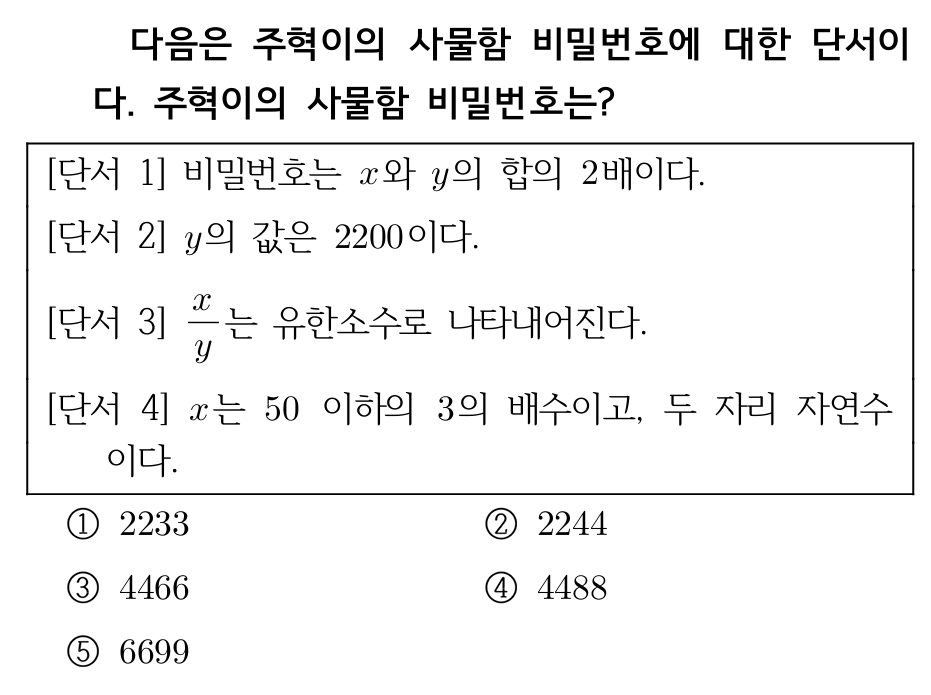 다음은 주혁이의 사물함 비밀번호에 대한 단서이
다. 주혁이의 사물함 비밀번호는?
[단서 1] 비밀번호는 x와 y의 합의 2배이다.
[단서 2] y의 값은 2200이다.
[단서 3] x/y는 유한소수로 나타내어진다.
[단서 4] x는 50 이하의 3의 배수이고, 두 자리 자연수
이다.
① 2233 ② 2244
③ 4466 ④ 4488
⑤ 6699